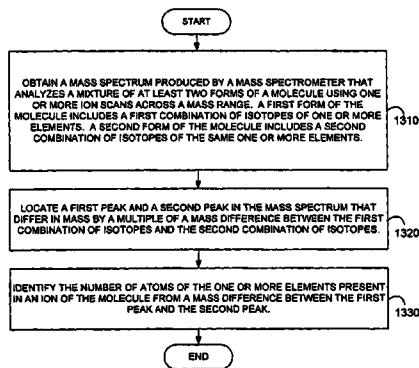 START
OBTAIN A MASS SPECTRUM PRODUCED BY A MASS SPECTROMETER THAT
ANALYZES A MIXTURE OF AT LEAST TWO FORMS OF A MOLECULE USING ONE
OR MORE ION SCANS ACROSS A MASS RANGE. A FIRST FORM OF THE
MOLECULE INCLUDES A FIRST COMBINATION OF ISOTOPES OF ONE OR MORE
ELEMENTS. A SECOND FORM OF THE MOLECULE INCLUDES A SECOND
COMBINATION OF ISOTOPES OF THE SAME ONE OR MORE ELEMENTS.
1310
LOCATE A FIRST PEAK AND A SECOND PEAK IN THE MASS SPECTRUM THAT
DIFFER IN MASS BY A MULTIPLE OF A MASS DIFFERENCE BETWEEN THE FIRST
COMBINATION OF ISOTOPES AND THE SECOND COMBINATION OF ISOTOPES.
1320
IDENTIFY THE NUMBER OF ATOMS OF THE ONE OR MORE ELEMENTS PRESENT
IN AN ION OF THE MOLECULE FROM A MASS DIFFERENCE BETWEEN THE FIRST
PEAK AND THE SECOND PEAK.
1330
END